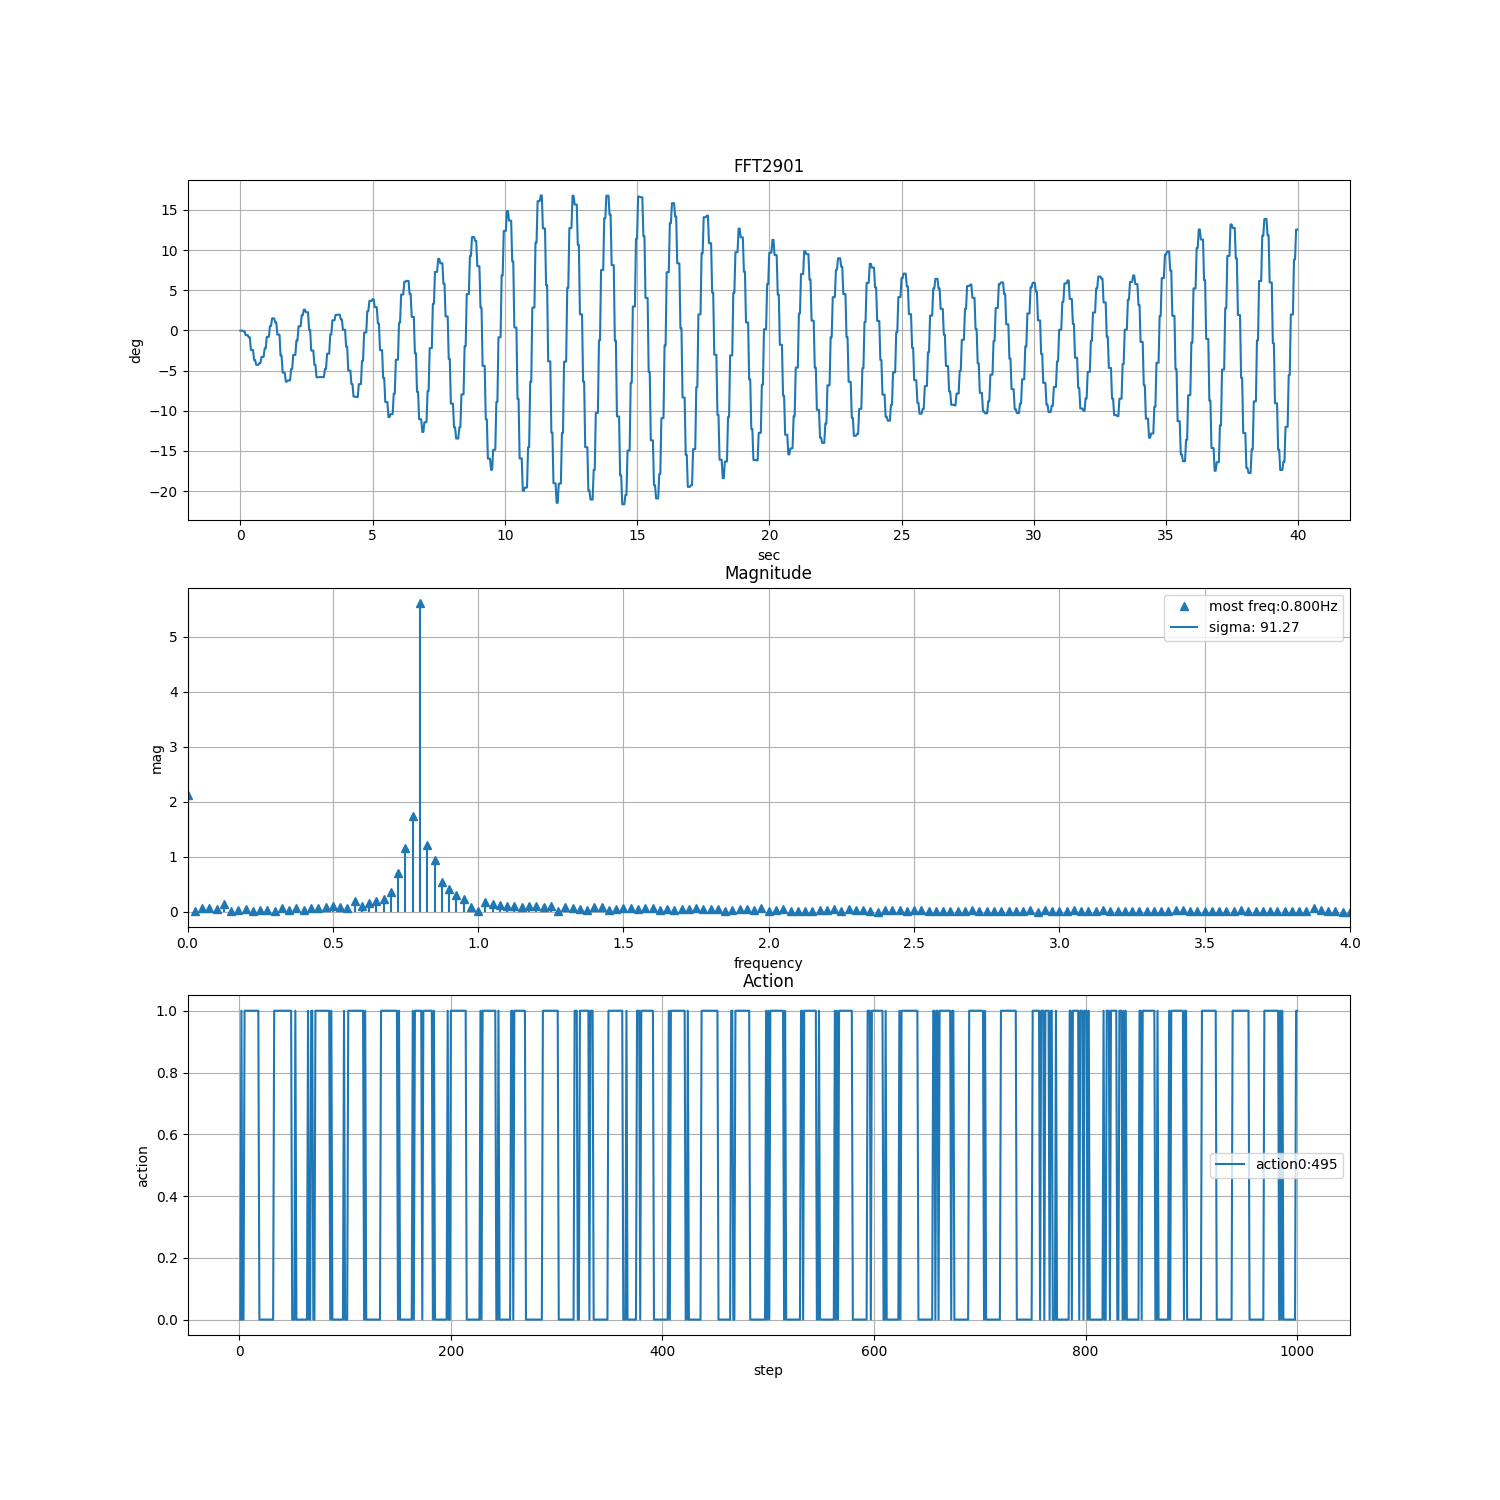 FFT2901
deg
15
10
5
0
−5
−10
−15
−20
0 5 10 15 20 25 30 35 40
sec
Magnitude
mag
5
4
3
2
1
0
most freq:0.800Hz
sigma: 91.27
0.0 0.5 1.0 1.5 2.0 2.5 3.0 3.5 4.0
frequency
Action
action
1.0
0.8
0.6
0.4
0.2
0.0
action0:495
0 200 400 600 800 1000
step